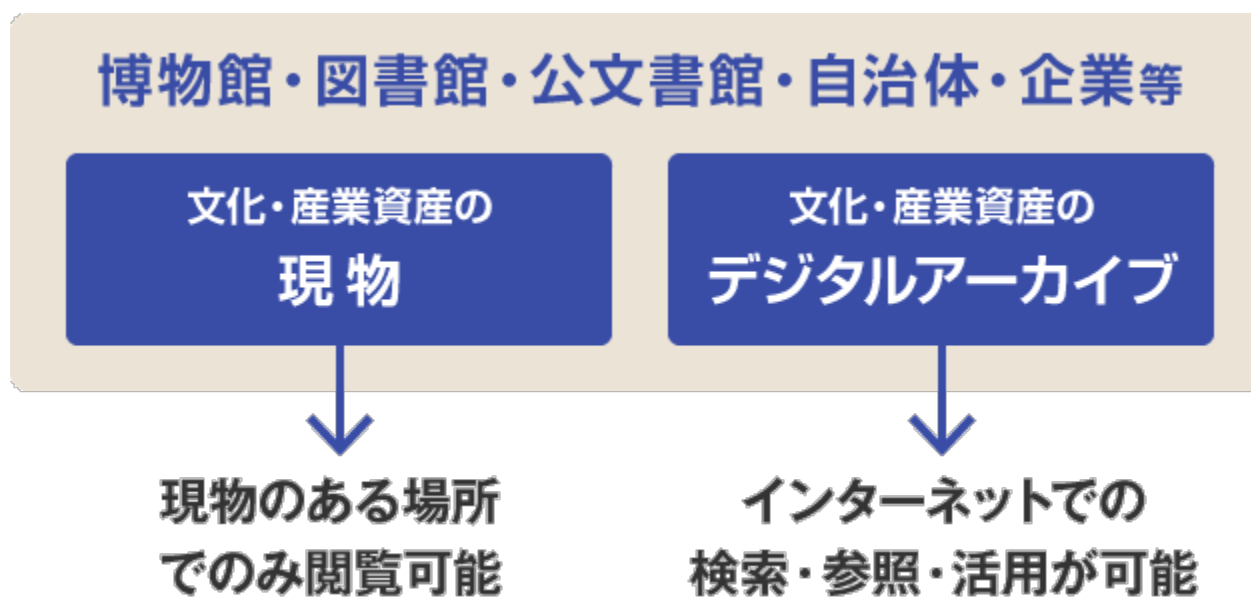 博物館・図書館・公文書館・自治体・企業等
文化・産業資産の
現物
文化・産業資産の
デジタルアーカイブ
現物のある場所
でのみ閲覧可能
インターネットでの
検索・参照・活用が可能